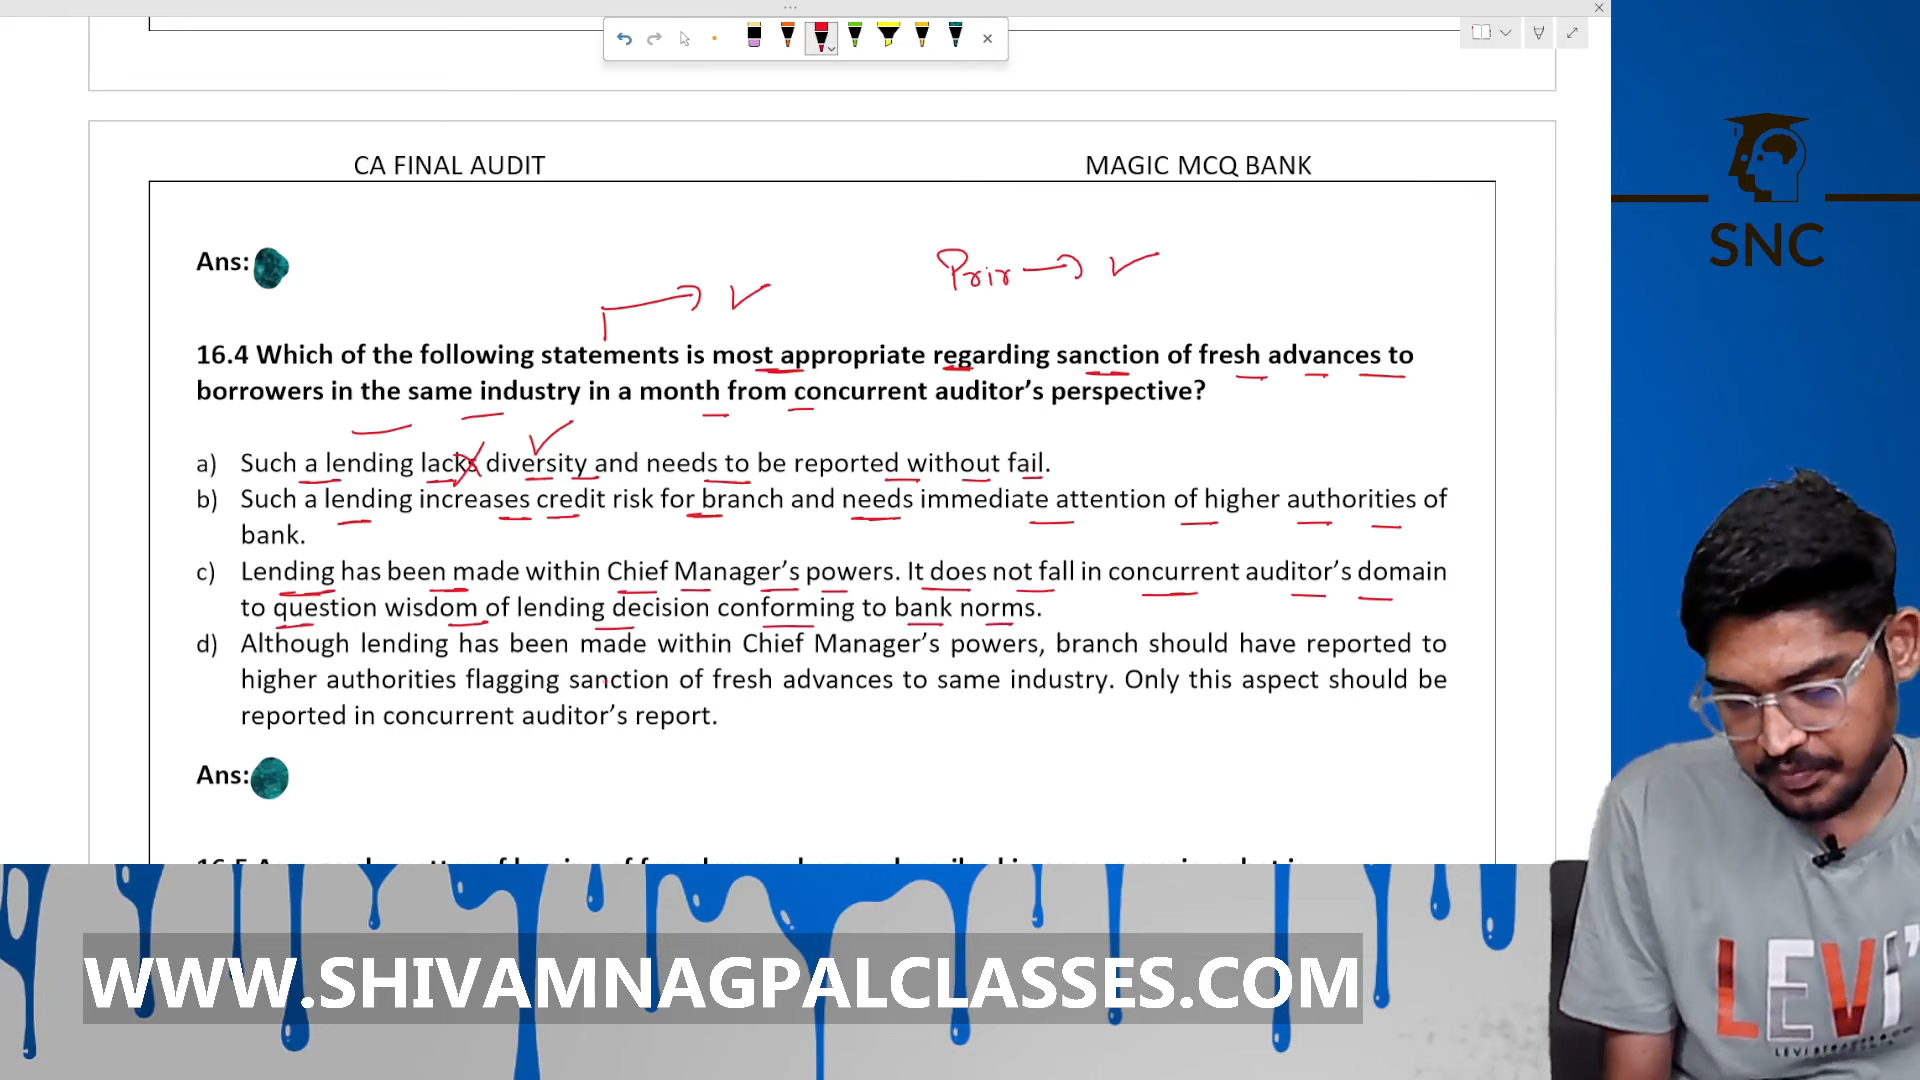 CA FINAL AUDIT
MAGIC MCQ BANK
SNC
Ans:
Prir → ✓
16.4 Which of the following statements is most appropriate regarding sanction of fresh advances to
borrowers in the same industry in a month from concurrent auditor's perspective?
a) Such a lending lacks diversity and needs to be reported without fail.
b) Such a lending increases credit risk for branch and needs immediate attention of higher authorities of
bank.
c) Lending has been made within Chief Manager's powers. It does not fall in concurrent auditor's domain
to question wisdom of lending decision conforming to bank norms.
d) Although lending has been made within Chief Manager's powers, branch should have reported to
higher authorities flagging sanction of fresh advances to same industry. Only this aspect should be
reported in concurrent auditor's report.
Ans:
WWW.SHIVAMNAGPALCLASSES.COM
LEVI'